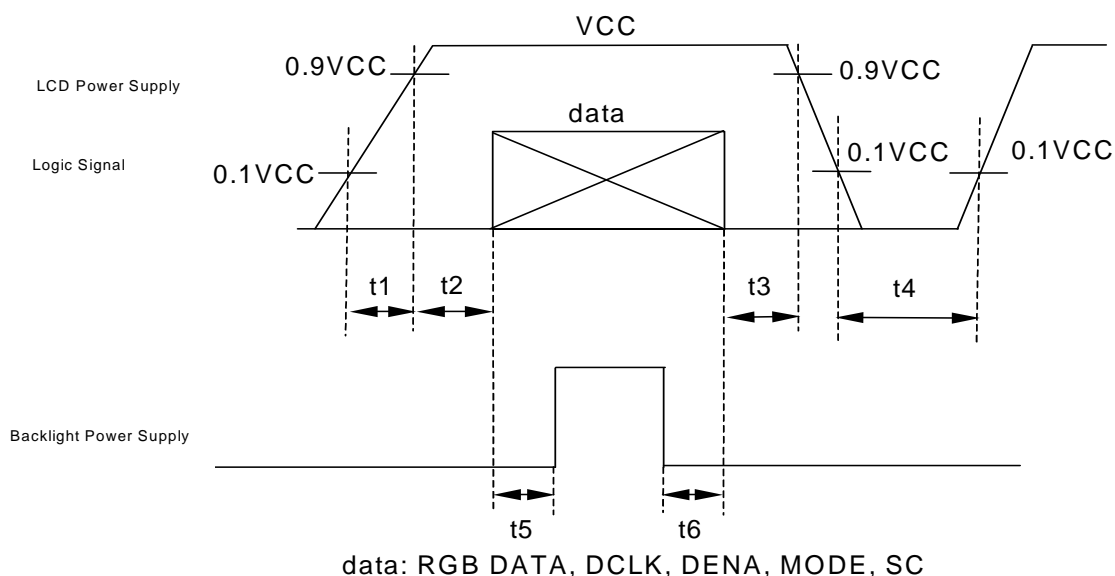 VCC
0.9VCC
0.9VCC
LCD Power Supply
data
Logic Signal
0.1VCC
0.1VCC
0.1VCC
t1
t2
t3
t4
Backlight Power Supply
t5
t6
data: RGB DATA, DCLK, DENA, MODE, SC